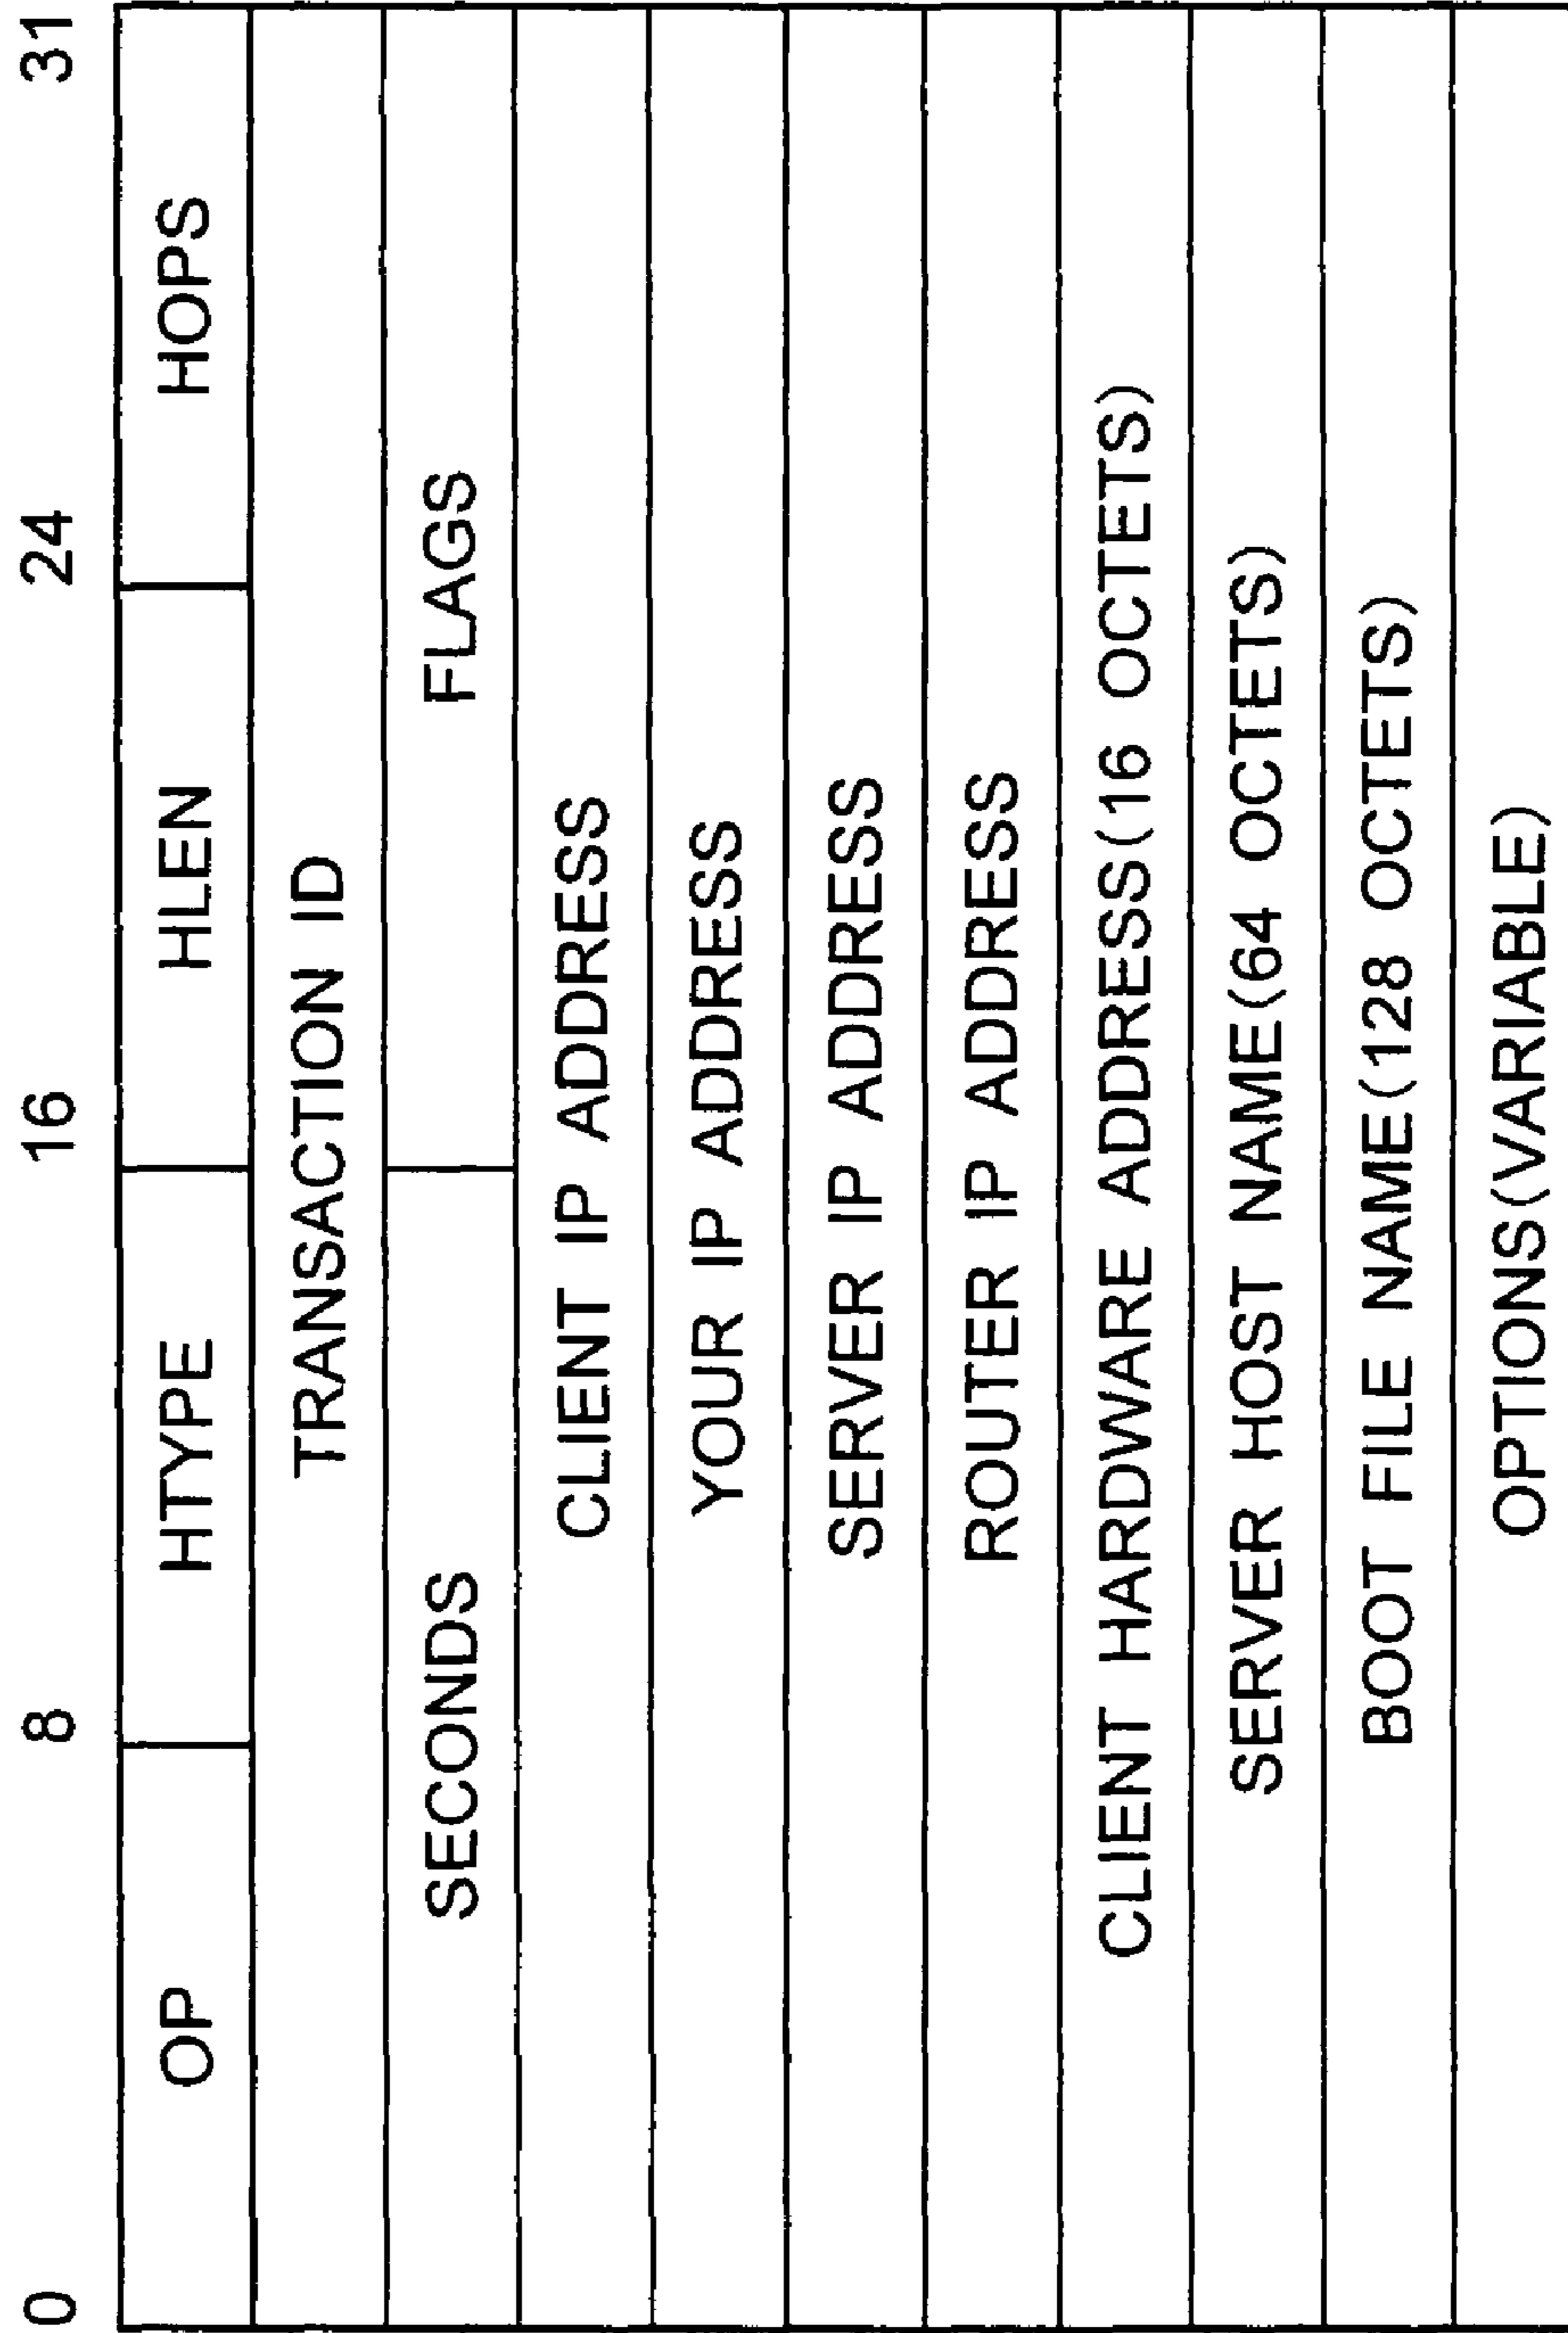 0 8 16 24 31
OP HTYPE HLEN HOPS
TRANSACTION ID
SECONDS FLAGS
CLIENT IP ADDRESS
YOUR IP ADDRESS
SERVER IP ADDRESS
ROUTER IP ADDRESS
CLIENT HARDWARE ADDRESS(16 OCTETS)
SERVER HOST NAME(64 OCTETS)
BOOT FILE NAME(128 OCTETS)
OPTIONS(VARIABLE)